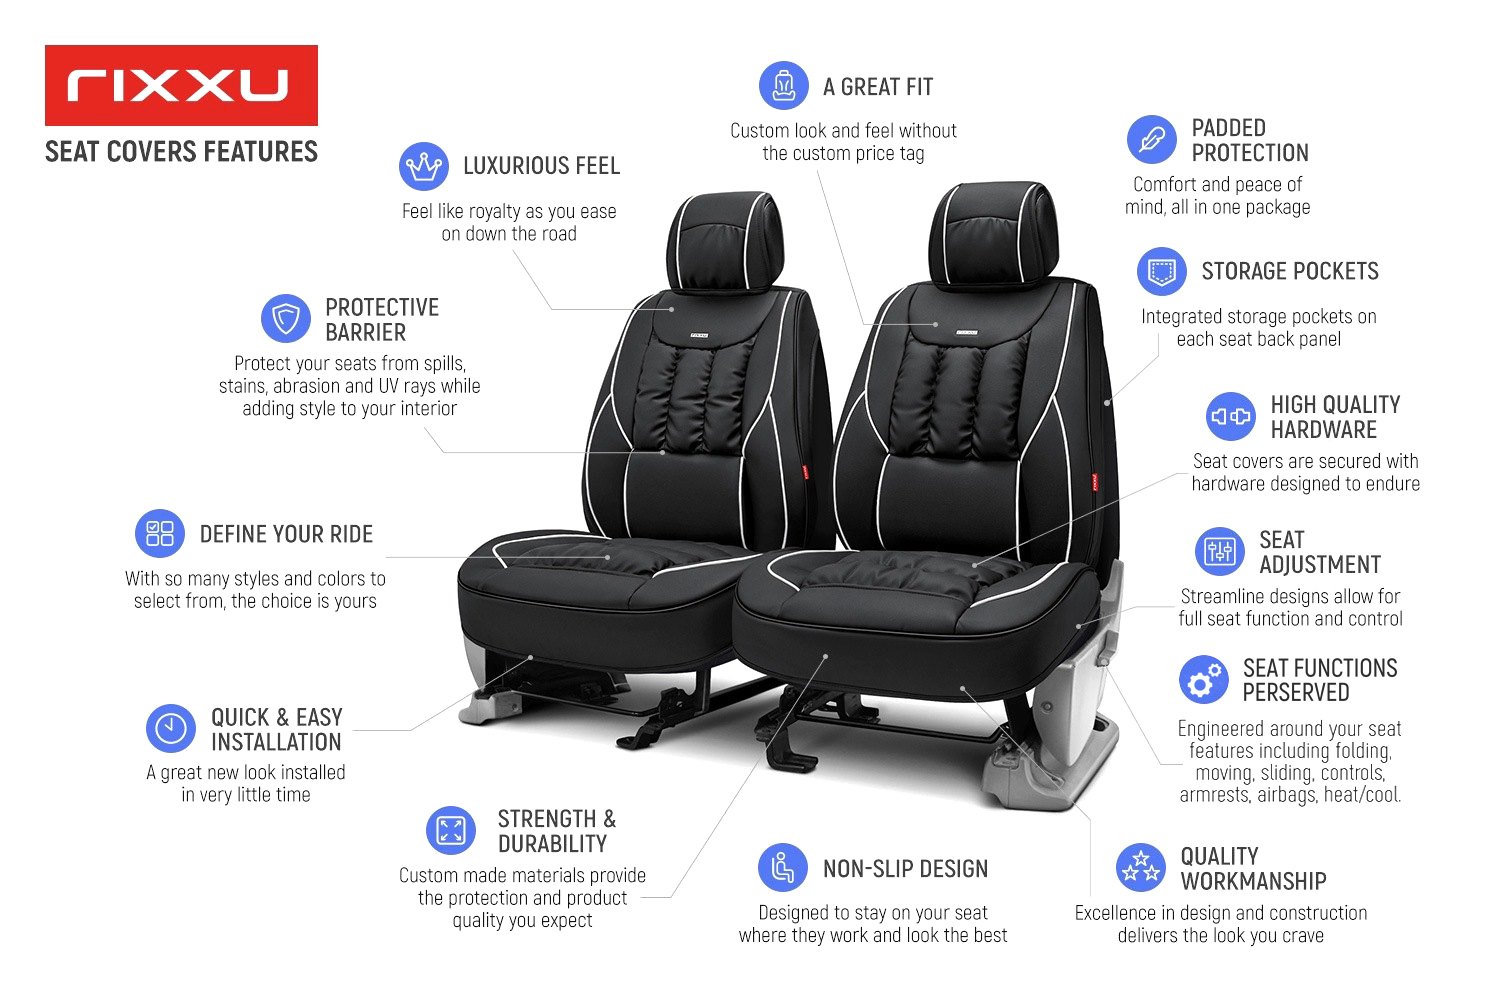 rixxu
SEAT COVERS FEATURES
LUXURIOUS FEEL
Feel like royalty as you ease
on down the road
A GREAT FIT
Custom look and feel without
the custom price tag
PADDED
PROTECTION
Comfort and peace of
mind, all in one package
STORAGE POCKETS
Integrated storage pockets on
each seat back panel
PROTECTIVE
BARRIER
Protect your seats from spills,
stains, abrasion and UV rays while
adding style to your interior
HIGH QUALITY
HARDWARE
Seat covers are secured with
hardware designed to endure
DEFINE YOUR RIDE
With so many styles and colors to
select from, the choice is yours
SEAT
ADJUSTMENT
Streamline designs allow for
full seat function and control
SEAT FUNCTIONS
PERSERVED
Engineered around your seat
features including folding,
moving, sliding, controls,
armrests, airbags, heat/cool.
QUICK & EASY
INSTALLATION
A great new look installed
in very little time
STRENGTH &
DURABILITY
Custom made materials provide
the protection and product
quality you expect
NON-SLIP DESIGN
Designed to stay on your seat
where they work and look the best
QUALITY
WORKMANSHIP
Excellence in design and construction
delivers the look you crave
rixxu
rixxu
rixxu
rixxu